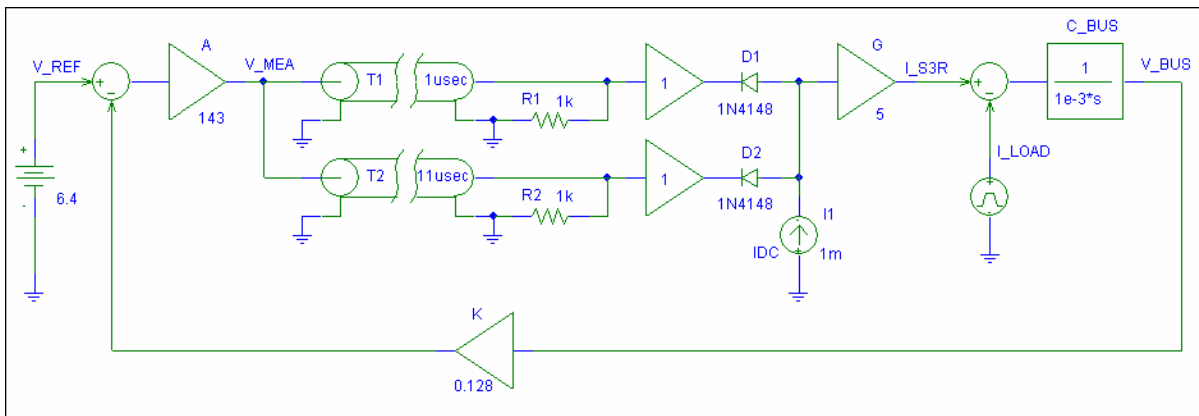 A
V_REF
V_MEA
+
-
143
T1
1usec
R1 1k
1
D1
1N4148
G
I_S3R
5
+
-
C_BUS
1
1e-3*s
V_BUS
+
-
6.4
T2
11usec
R2 1k
1
D2
1N4148
I1
-
+
IDC
1m
I_LOAD
+
-
K
0.128